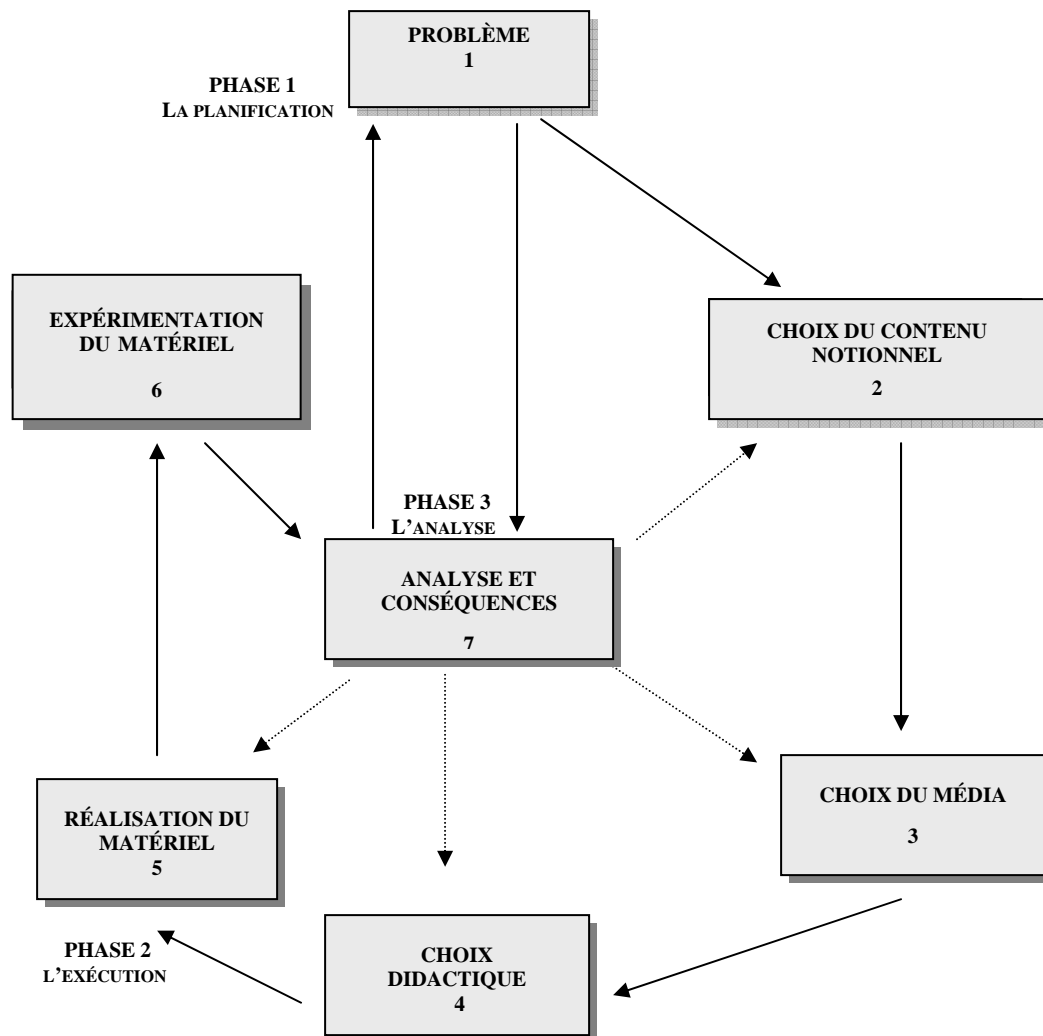 PROBLÈME
1
PHASE 1
LA PLANIFICATION
EXPÉRIMENTATION
DU MATÉRIEL
6
CHOIX DU CONTENU
NOTIONNEL
2
PHASE 3
L’ANALYSE
ANALYSE ET
CONSÉQUENCES
7
RÉALISATION DU
MATÉRIEL
5
CHOIX DU MÉDIA
3
PHASE 2
L’EXÉCUTION
CHOIX
DIDACTIQUE
4